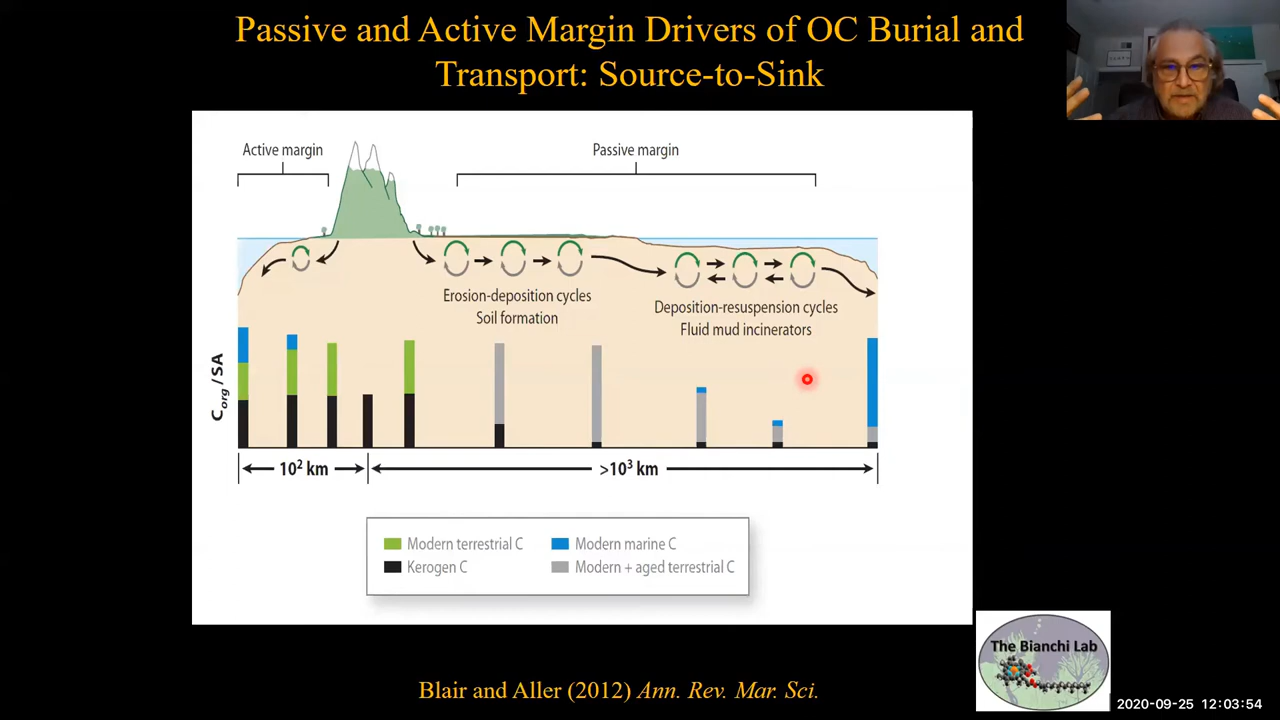 Passive and Active Margin Drivers of OC Burial and
Transport: Source-to-Sink
Active margin
Passive margin
Erosion-deposition cycles
Soil formation
Deposition-resuspension cycles
Fluid mud incinerators
Corg / SA
10² km
>10³ km
Modern terrestrial C
Modern marine C
Kerogen C
Modern + aged terrestrial C
The Bianchi Lab
Blair and Aller (2012) Ann. Rev. Mar. Sci.
2020-09-25 12:03:54